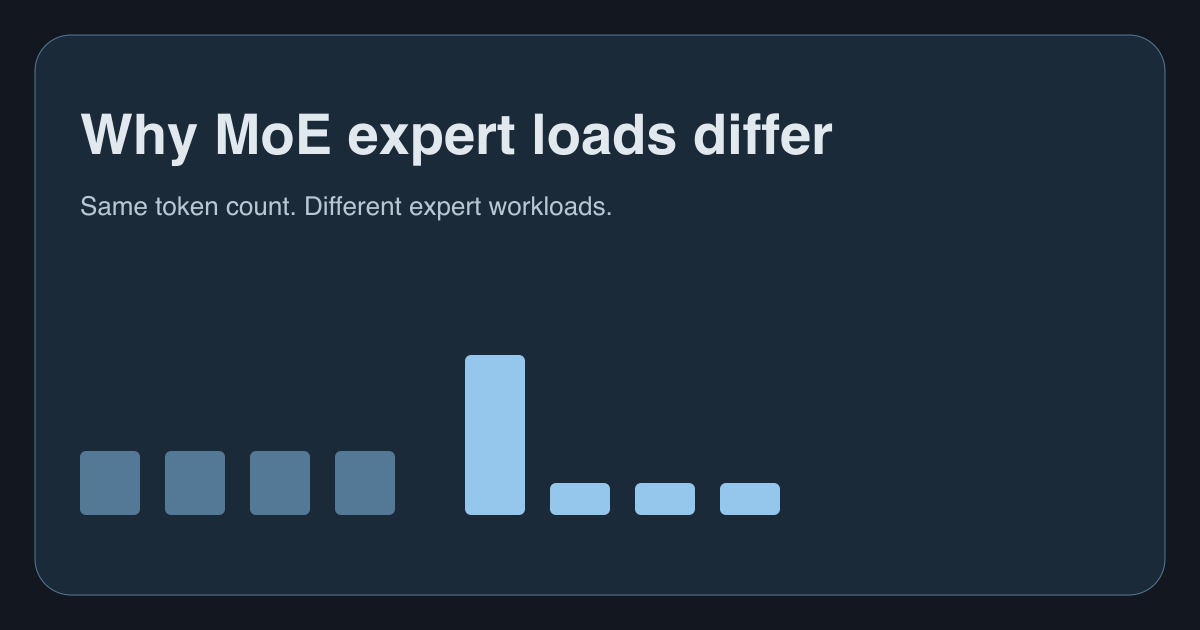 Why MoE expert loads differ
Same token count. Different expert workloads.